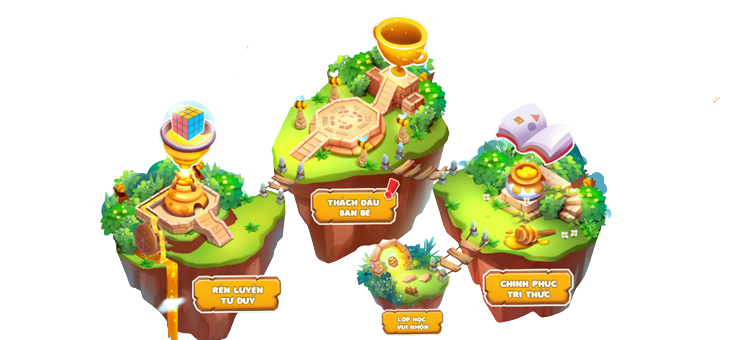 THÁCH ĐẤU
BẠN BÈ
RÈN LUYỆN
TƯ DUY
CHINH PHỤC
TRI THỨC
LỚP HỌC
VUI NHỘN